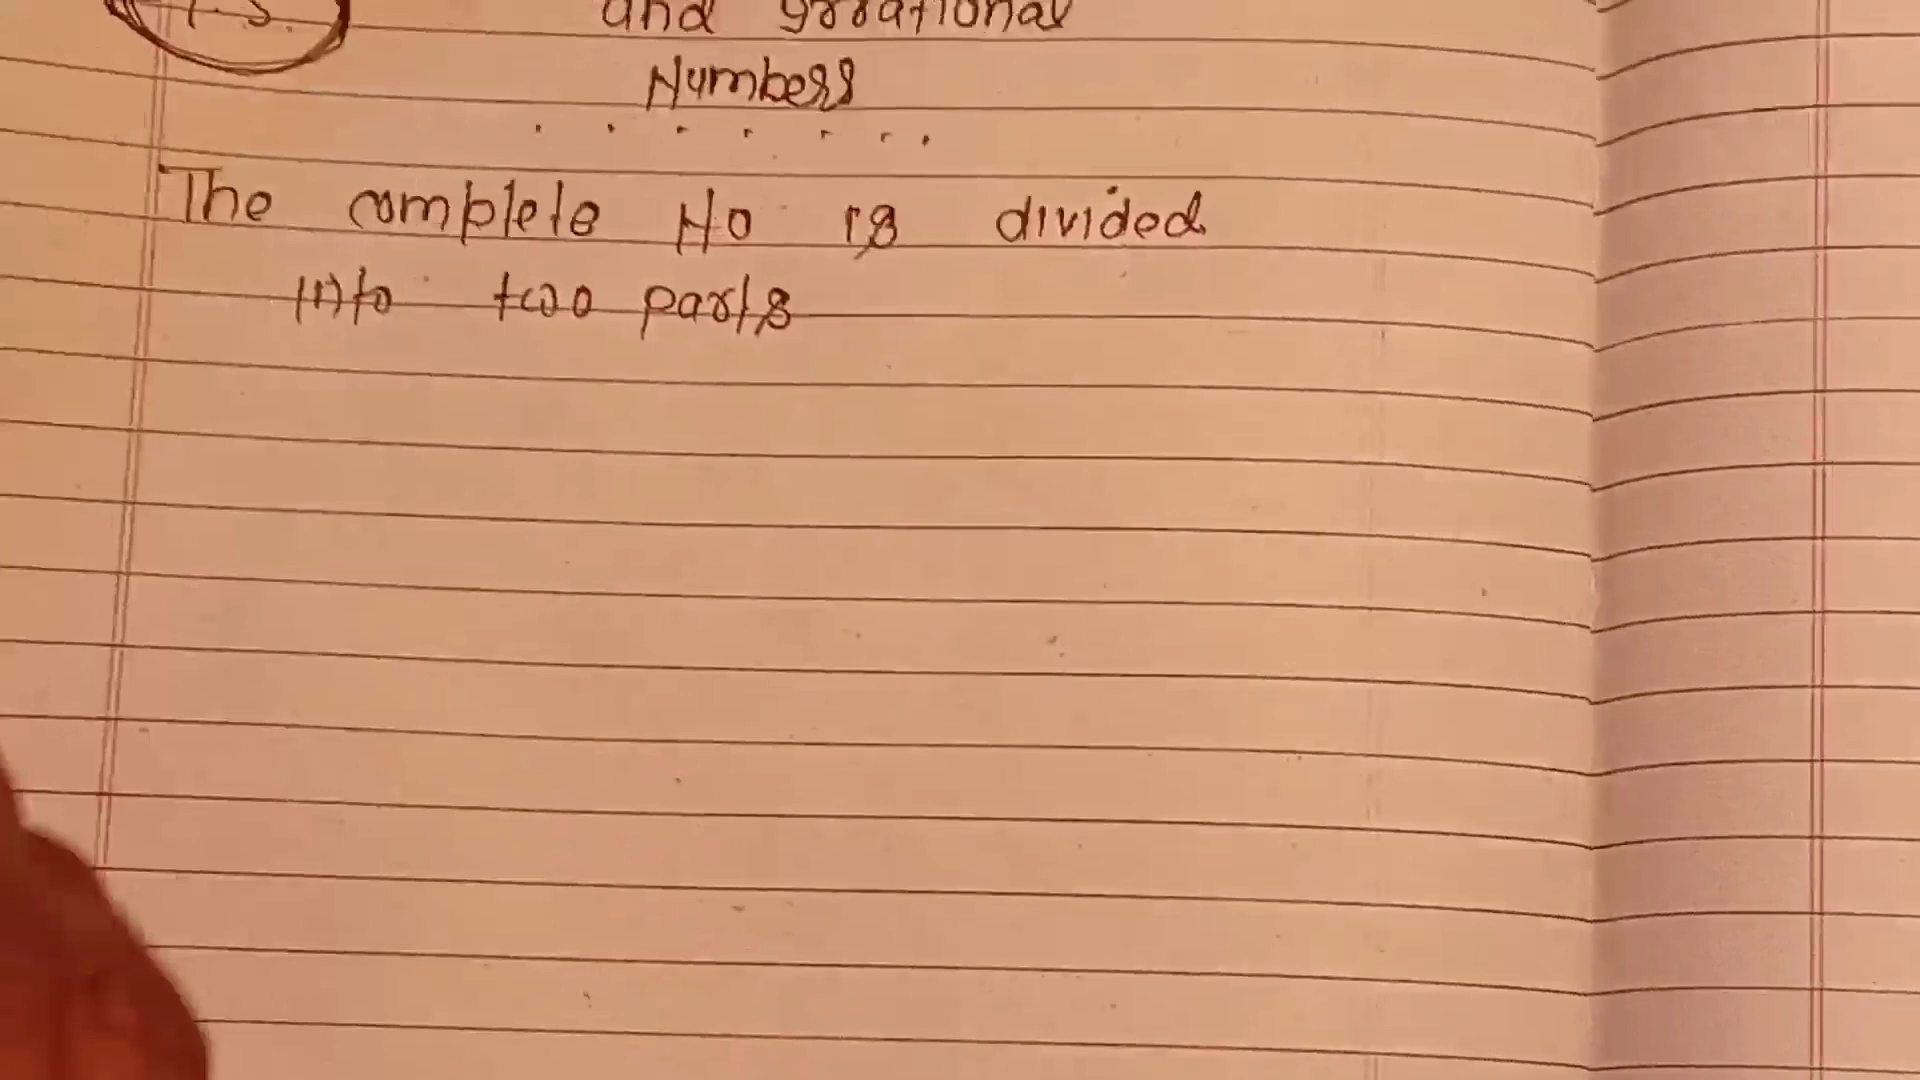 and Irrational
Numbers
The complete No is divided
into two parts